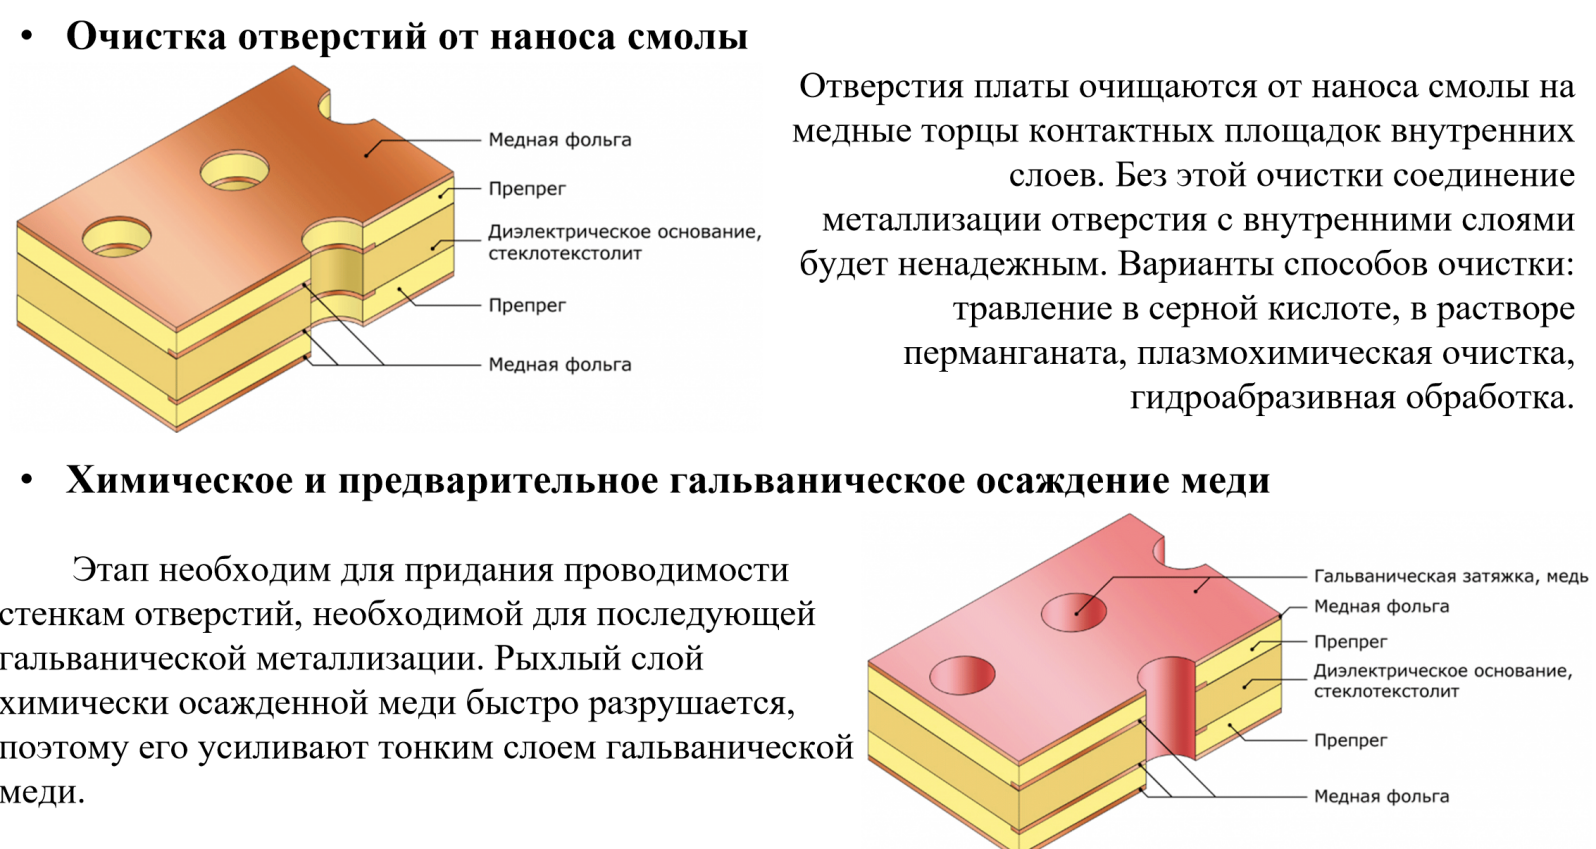 • Очистка отверстий от наноса смолы
Медная фольга
Препрег
Диэлектрическое основание,
стеклотекстолит
Препрег
Медная фольга
Отверстия платы очищаются от наноса смолы на
медные торцы контактных площадок внутренних
слоев. Без этой очистки соединение
металлизации отверстия с внутренними слоями
будет ненадежным. Варианты способов очистки:
травление в серной кислоте, в растворе
перманганата, плазмохимическая очистка,
гидроабразивная обработка.
• Химическое и предварительное гальваническое осаждение меди
Этап необходим для придания проводимости
стенкам отверстий, необходимой для последующей
гальванической металлизации. Рыхлый слой
химически осажденной меди быстро разрушается,
поэтому его усиливают тонким слоем гальванической
меди.
Гальваническая затяжка, медь
Медная фольга
Препрег
Диэлектрическое основание,
стеклотекстолит
Препрег
Медная фольга